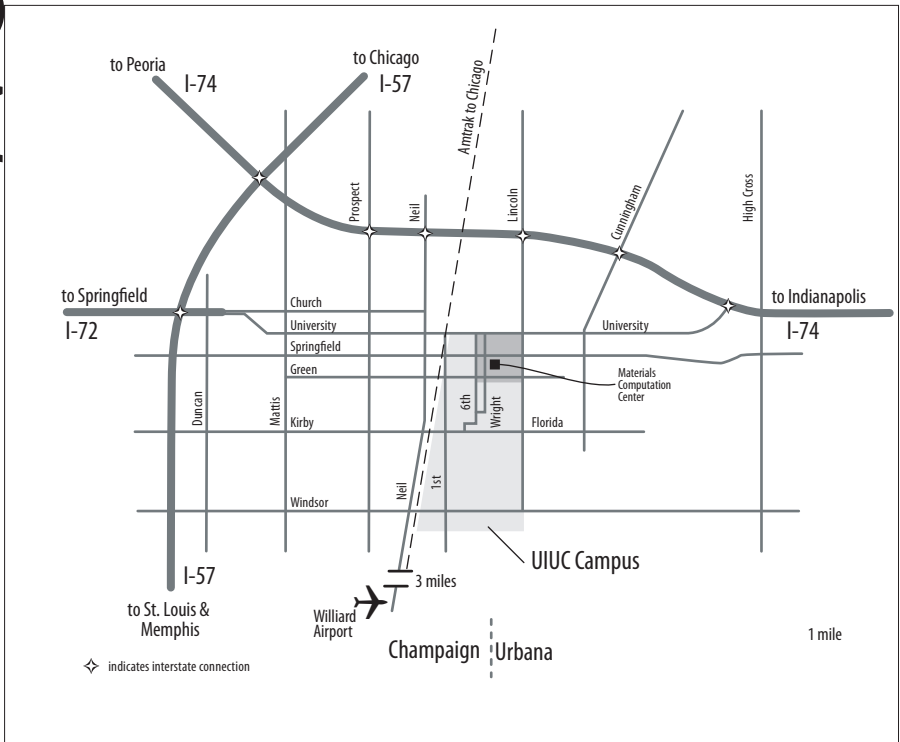 to Peoria
I-74
to Chicago
I-57
Amtrak to Chicago
Prospect
Neil
Lincoln
Cunningham
High Cross
to Springfield
I-72
Church
University
University
to Indianapolis
I-74
Springfield
Green
Materials
Computation
Center
Duncan
Mattis
Kirby
6th
Wright
Florida
Neil
1st
Windsor
I-57
to St. Louis &
Memphis
UIUC Campus
3 miles
Williard
Airport
Champaign
Urbana
1 mile
indicates interstate connection